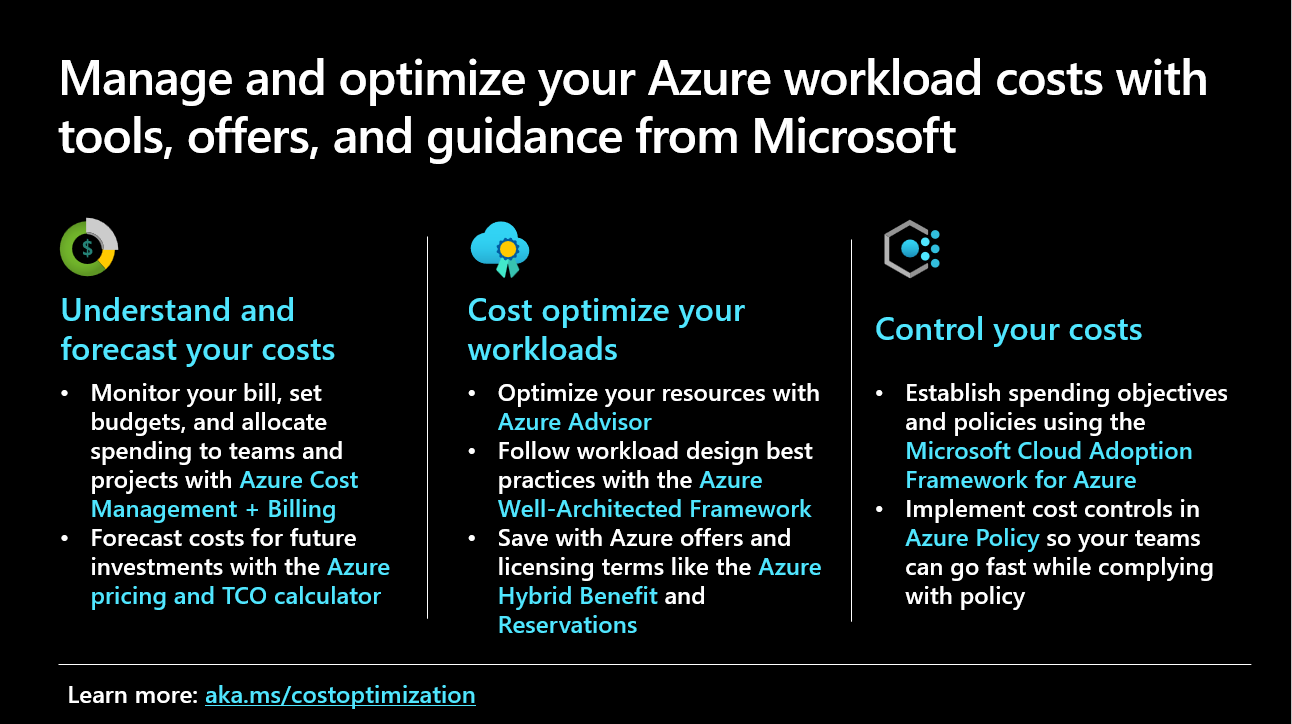 Manage and optimize your Azure workload costs with
tools, offers, and guidance from Microsoft
$
Understand and
forecast your costs
• Monitor your bill, set
budgets, and allocate
spending to teams and
projects with Azure Cost
Management + Billing
• Forecast costs for future
investments with the Azure
pricing and TCO calculator
Cost optimize your
workloads
• Optimize your resources with
Azure Advisor
• Follow workload design best
practices with the Azure
Well-Architected Framework
• Save with Azure offers and
licensing terms like the Azure
Hybrid Benefit and
Reservations
Control your costs
• Establish spending objectives
and policies using the
Microsoft Cloud Adoption
Framework for Azure
• Implement cost controls in
Azure Policy so your teams
can go fast while complying
with policy
Learn more: aka.ms/costoptimization